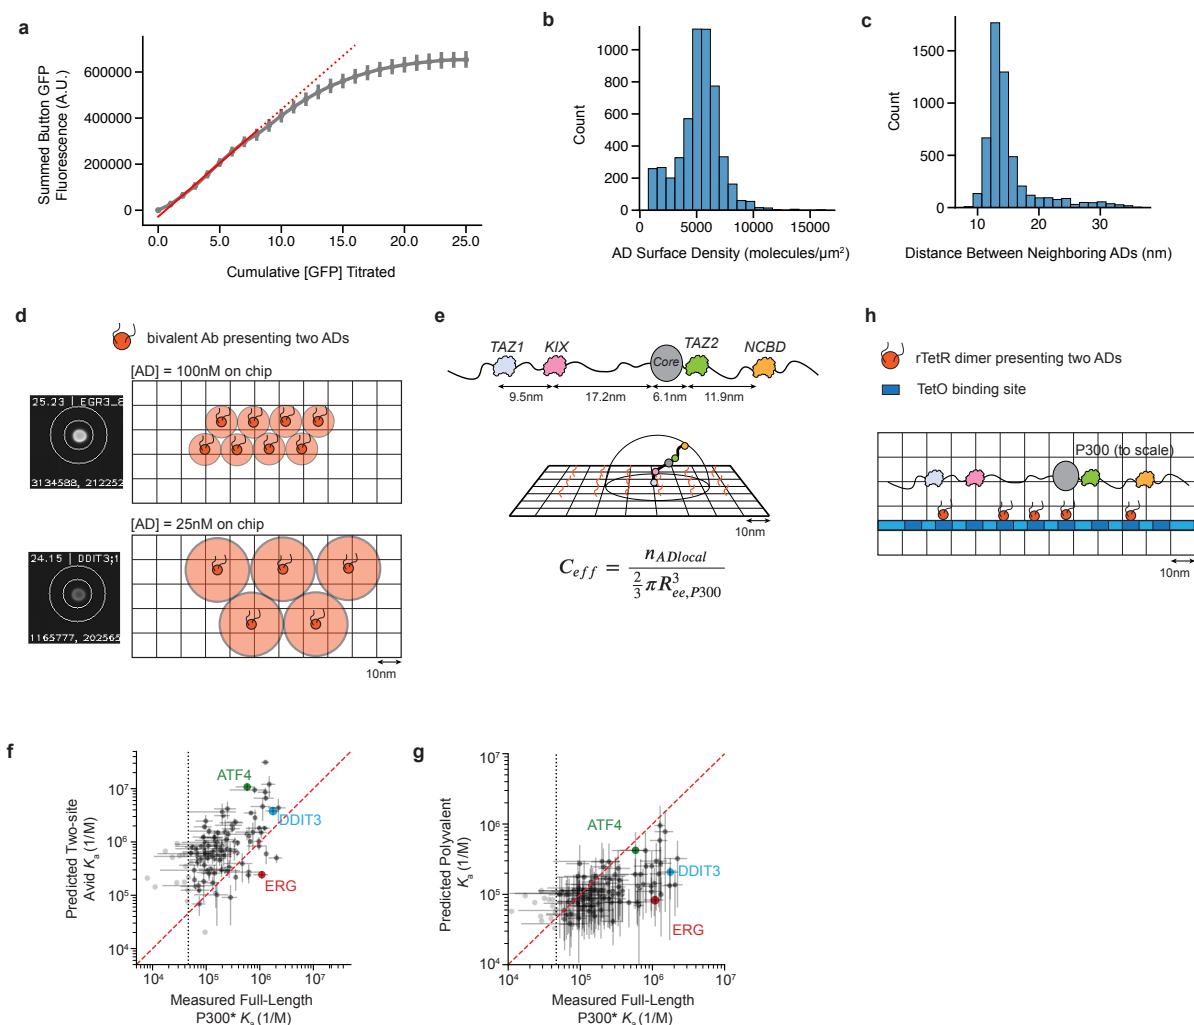 a
Summed Button GFP
Fluorescence (A.U.)
600000
400000
200000
0
0.0 5.0 10.0 15.0 20.0 25.0
Cumulative [GFP] Titrated
b
Count
1000
800
600
400
200
0
0 5000 10000 15000
AD Surface Density (molecules/µm²)
c
Count
1500
1000
500
0
10 20 30
Distance Between Neighboring ADs (nm)
d
bivalent Ab presenting two ADs
[AD] = 100nM on chip
25.23 | EGR3_8
3134588, 212252
[AD] = 25nM on chip
24.15 | DDIT3;1
1165777, 202565
10nm
e
TAZ1 KIX Core TAZ2 NCBD
9.5nm 17.2nm 6.1nm 11.9nm
10nm
C_eff = n_ADlocal / (2/3 πR³_ee,P300)
h
rTetR dimer presenting two ADs
TetO binding site
P300 (to scale)
10nm
f
Predicted Two-site
Avid Kₐ (1/M)
10⁷
10⁶
10⁵
10⁴
ATF4
DDIT3
ERG
10⁴ 10⁵ 10⁶ 10⁷
Measured Full-Length
P300* Kₐ (1/M)
g
Predicted Polyvalent
Kₐ (1/M)
10⁷
10⁶
10⁵
10⁴
ATF4
DDIT3
ERG
10⁴ 10⁵ 10⁶ 10⁷
Measured Full-Length
P300* Kₐ (1/M)